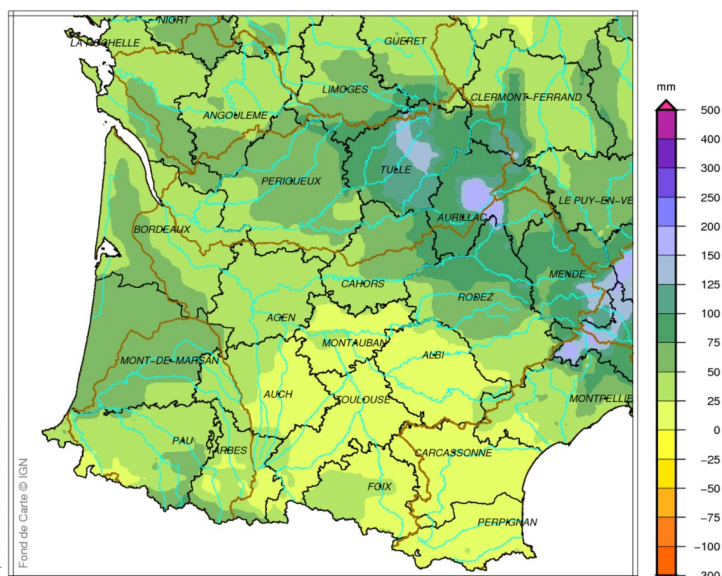 NIORT
LA ROCHELLE
GUERET
LIMOGES
CLERMONT-FERRAND
ANGOULEME
TULLE
PERIGUEUX
LE PUY-EN-VE
AURILLAC
BORDEAUX
MENDE
CAHORS
RODEZ
AGEN
MONTAUBAN
ALBI
MONT-DE-MARSAN
AUCH
TOULOUSE
MONTPELLIE
PAU
TARBES
CARCASSONNE
FOIX
PERPIGNAN
Fond de Carte © IGN
mm
500
400
300
250
200
150
125
100
75
50
25
0
-25
-50
-75
-100
-200